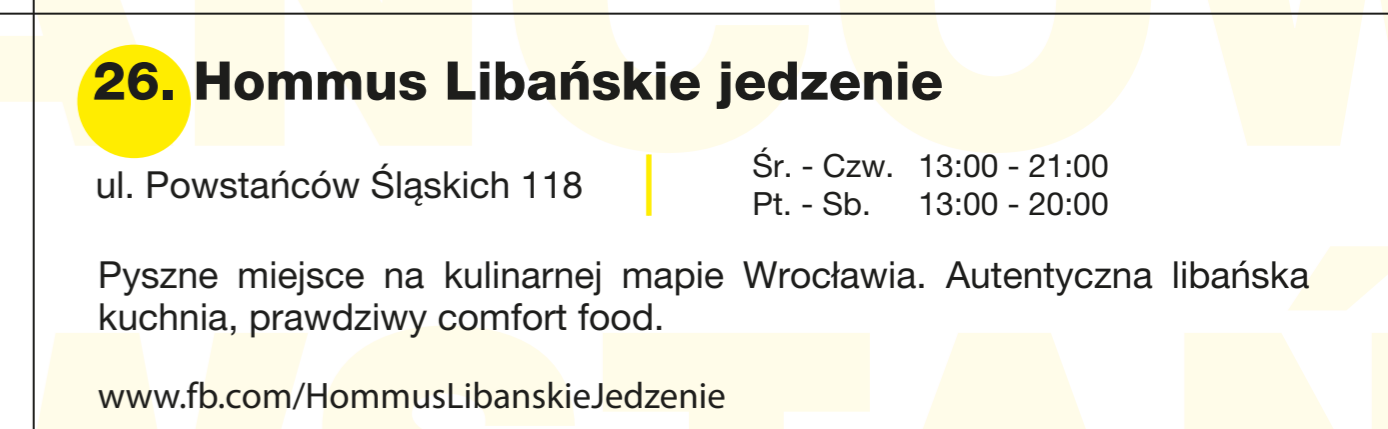 26. Hommus Libańskie jedzenie
ul. Powstańców Śląskich 118
Śr. - Czw. 13:00 - 21:00
Pt. - Sb. 13:00 - 20:00
Pyszne miejsce na kulinarnej mapie Wrocławia. Autentyczna libańska
kuchnia, prawdziwy comfort food.
www.fb.com/HommusLibanskieJedzenie